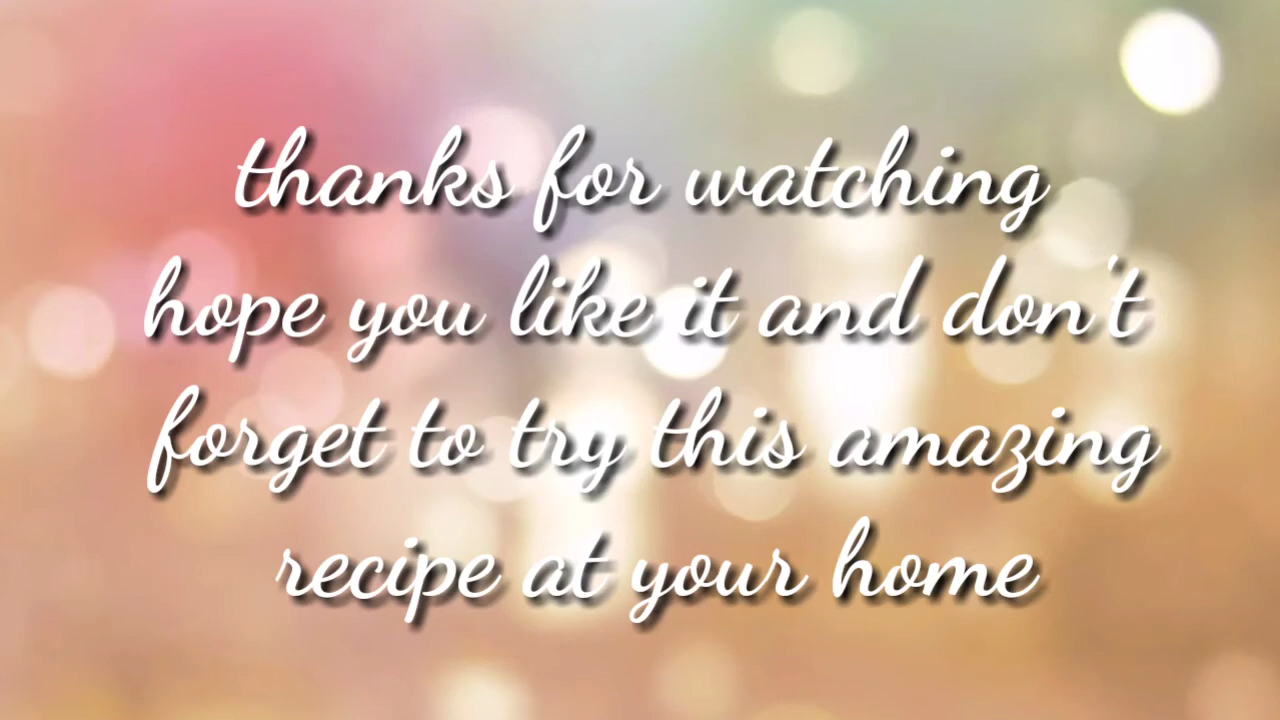 thanks for watching
hope you like it and don't
forget to try this amazing
recipe at your home